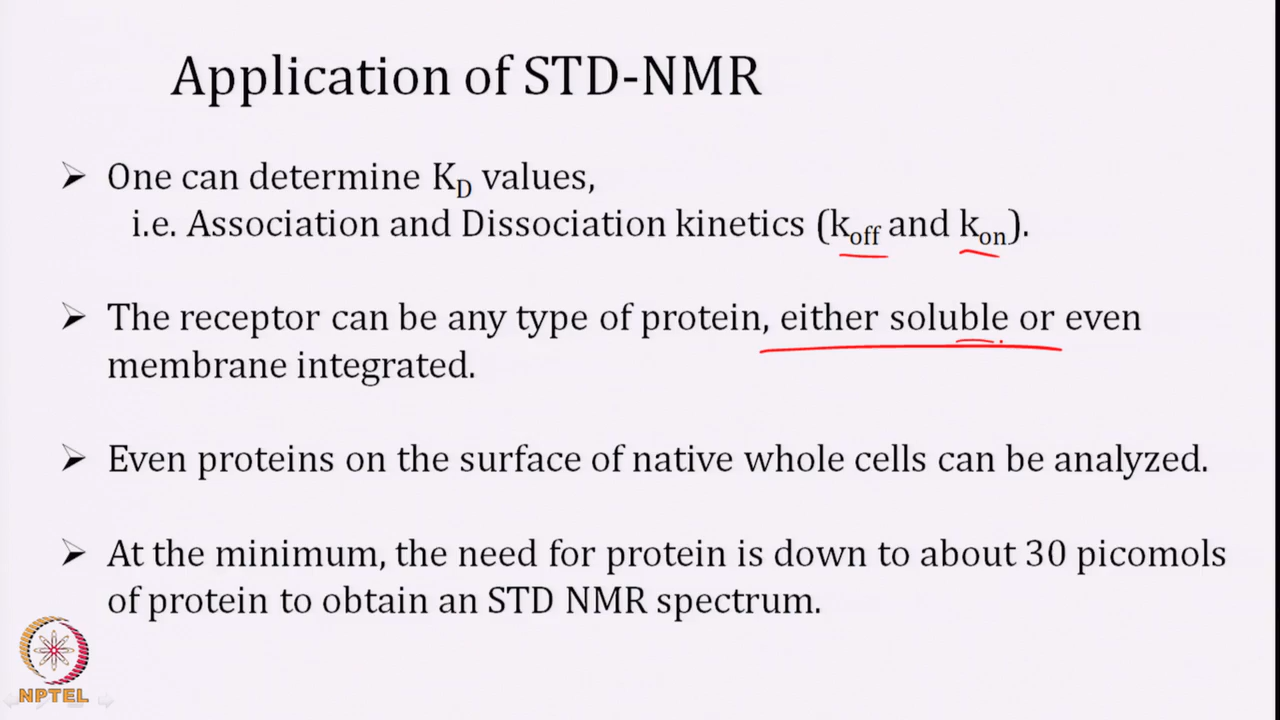 Application of STD-NMR
➢ One can determine K_D values,
i.e. Association and Dissociation kinetics (k_off and k_on).
➢ The receptor can be any type of protein, either soluble or even
membrane integrated.
➢ Even proteins on the surface of native whole cells can be analyzed.
➢ At the minimum, the need for protein is down to about 30 picomols
of protein to obtain an STD NMR spectrum.
NPTEL